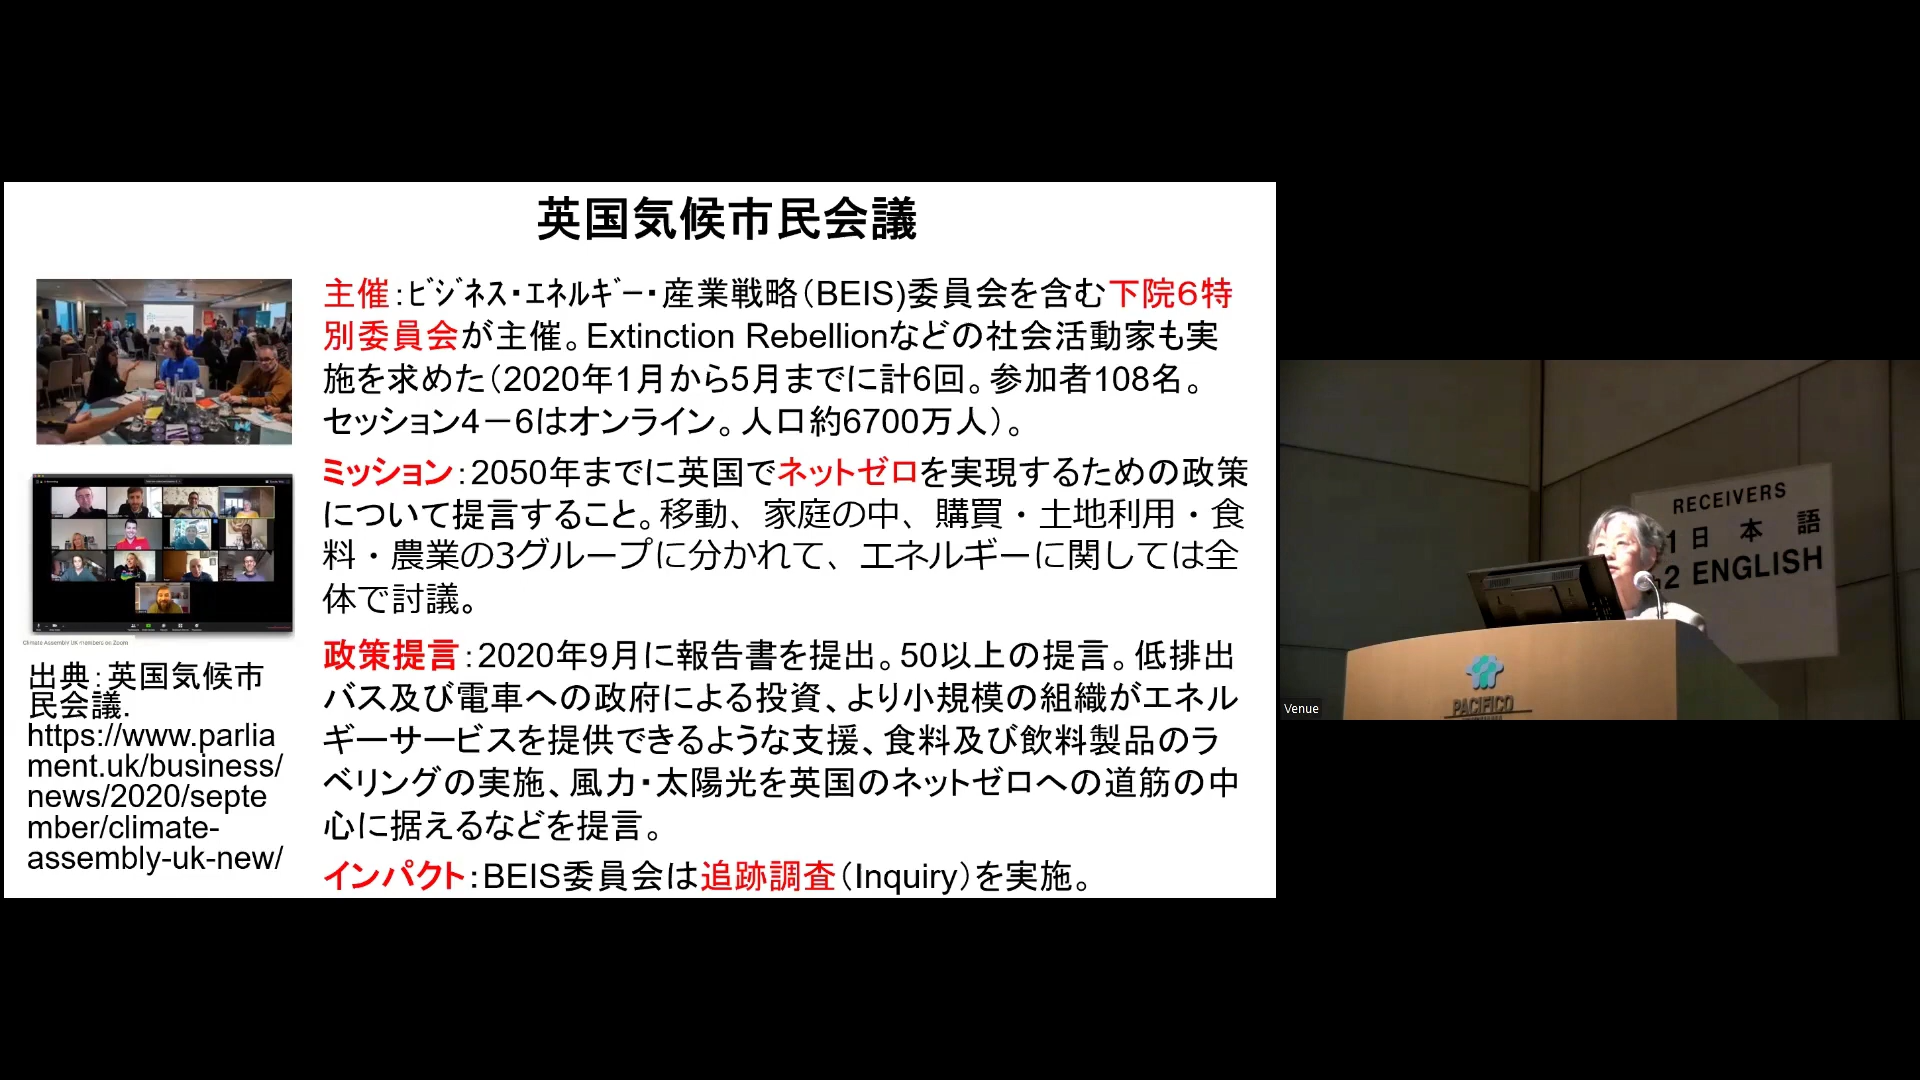 英国気候市民会議
主催：ﾋﾞｼﾞﾈｽ・ｴﾈﾙｷﾞｰ・産業戦略（BEIS)委員会を含む下院６特
別委員会が主催。Extinction Rebellionなどの社会活動家も実
施を求めた（2020年1月から5月までに計6回。参加者108名。
セッション4－6はオンライン。人口約6700万人）。
ミッション：2050年までに英国でネットゼロを実現するための政策
について提言すること。移動、家庭の中、購買・土地利用・食
料・農業の3グループに分かれて、エネルギーに関しては全
体で討議。
政策提言：2020年9月に報告書を提出。50以上の提言。低排出
バス及び電車への政府による投資、より小規模の組織がエネル
ギーサービスを提供できるような支援、食料及び飲料製品のラ
ベリングの実施、風力・太陽光を英国のネットゼロへの道筋の中
心に据えるなどを提言。
インパクト：BEIS委員会は追跡調査（Inquiry）を実施。
Climate Assembly UK members on Zoom
出典：英国気候市
民会議.
https://www.parlia
ment.uk/business/
news/2020/septe
mber/climate-
assembly-uk-new/
RECEIVERS
1 日 本 語
2 ENGLISH
PACIFICO
Venue